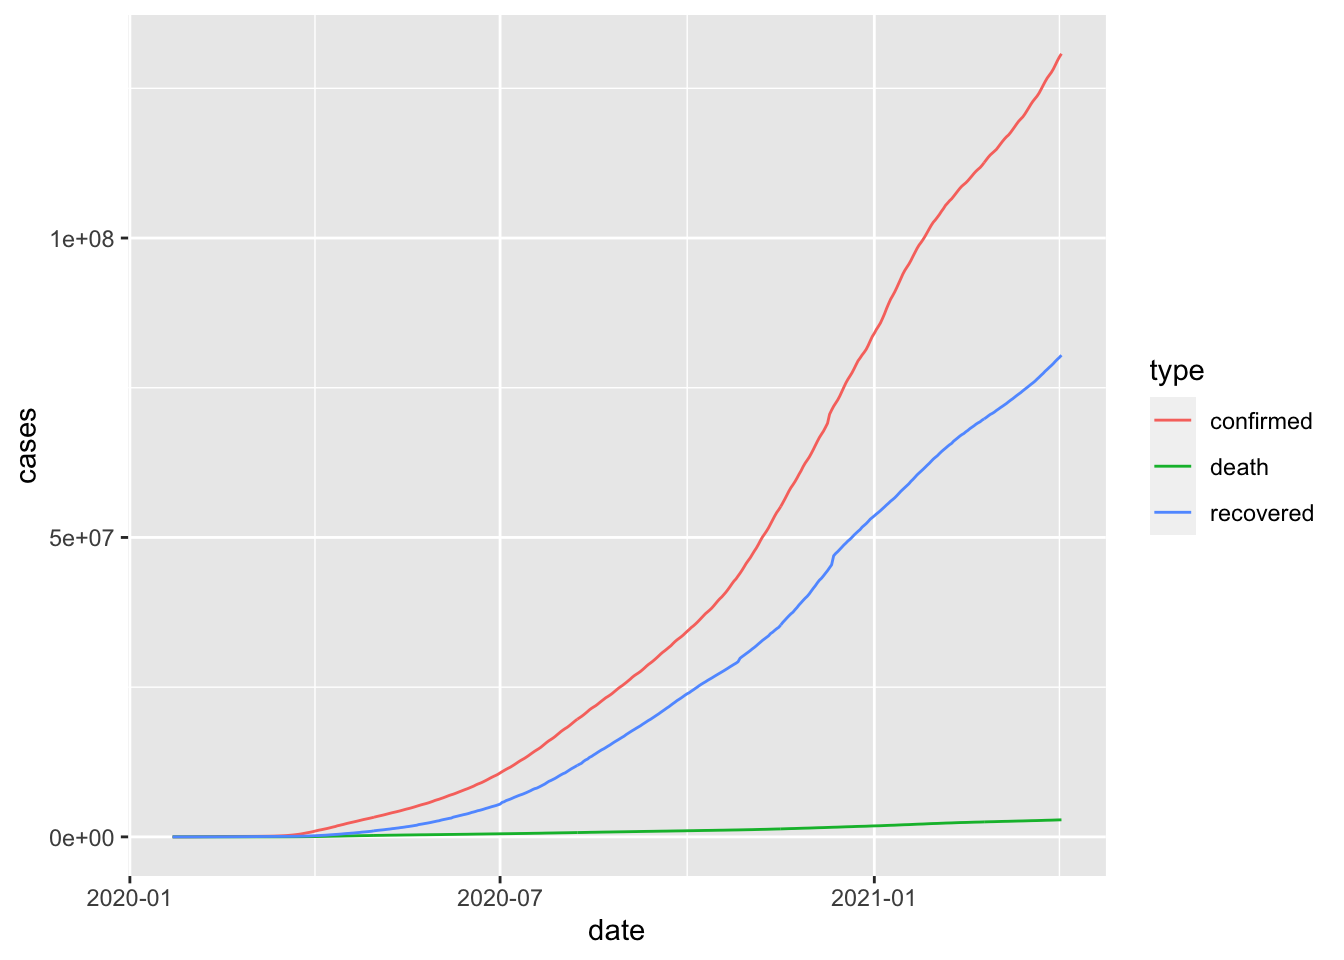 1e+08
5e+07
0e+00
cases
2020-01
2020-07
2021-01
date
type
confirmed
death
recovered